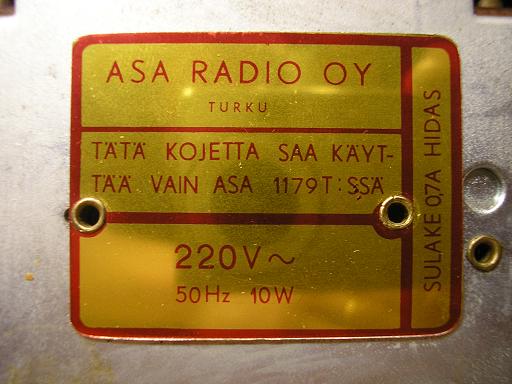 ASA RADIO OY
TURKU
TÄTÄ KOJETTA SAA KÄYT-
TÄÄ VAIN ASA 1179T:SSÄ
220V~
50Hz 10W
SULAKE 0,7A HIDAS